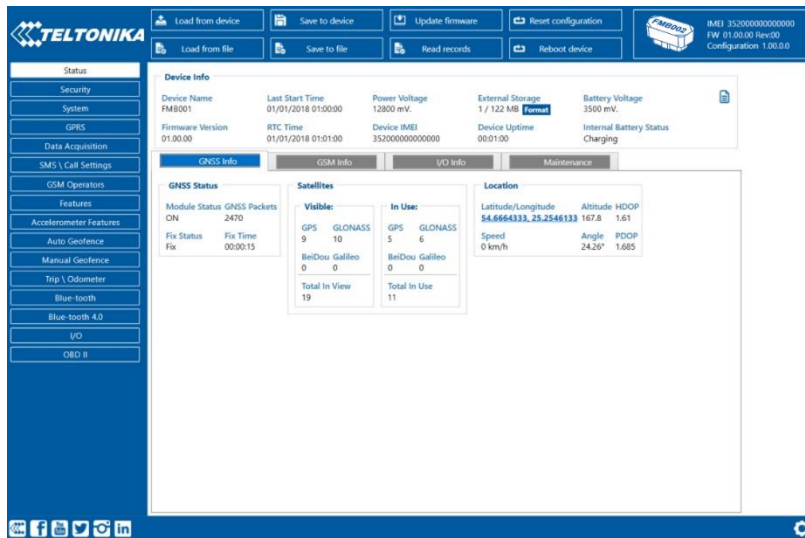 TELTONIKA
Load from device
Save to device
Update firmware
Reset configuration
Load from file
Save to file
Read records
Reboot device
FMB002
IMEI 352000000000000
FW 01.00.00 Rev:00
Configuration 1.00.0.0
Status
Security
System
GPRS
Data Acquisition
SMS \ Call Settings
GSM Operators
Features
Accelerometer Features
Auto Geofence
Manual Geofence
Trip \ Odometer
Blue-tooth
Blue-tooth 4.0
I/O
OBD II
Device Info
Device Name Last Start Time Power Voltage External Storage Battery Voltage
FMB001 01/01/2018 01:00:00 12800 mV. 1 / 122 MB Format 3500 mV.
Firmware Version RTC Time Device IMEI Device Uptime Internal Battery Status
01.00.00 01/01/2018 01:01:00 352000000000000 00:01:00 Charging
GNSS Info GSM Info I/O Info Maintenance
GNSS Status
Module Status GNSS Packets
ON 2470
Fix Status Fix Time
Fix 00:00:15
Satellites
Visible:
GPS GLONASS
9 10
BeiDou Galileo
0 0
Total In View
19
In Use:
GPS GLONASS
5 6
BeiDou Galileo
0 0
Total In Use
11
Location
Latitude/Longitude Altitude HDOP
54.6664333, 25.2546133 167.8 1.61
Speed Angle PDOP
0 km/h 24.26° 1.685